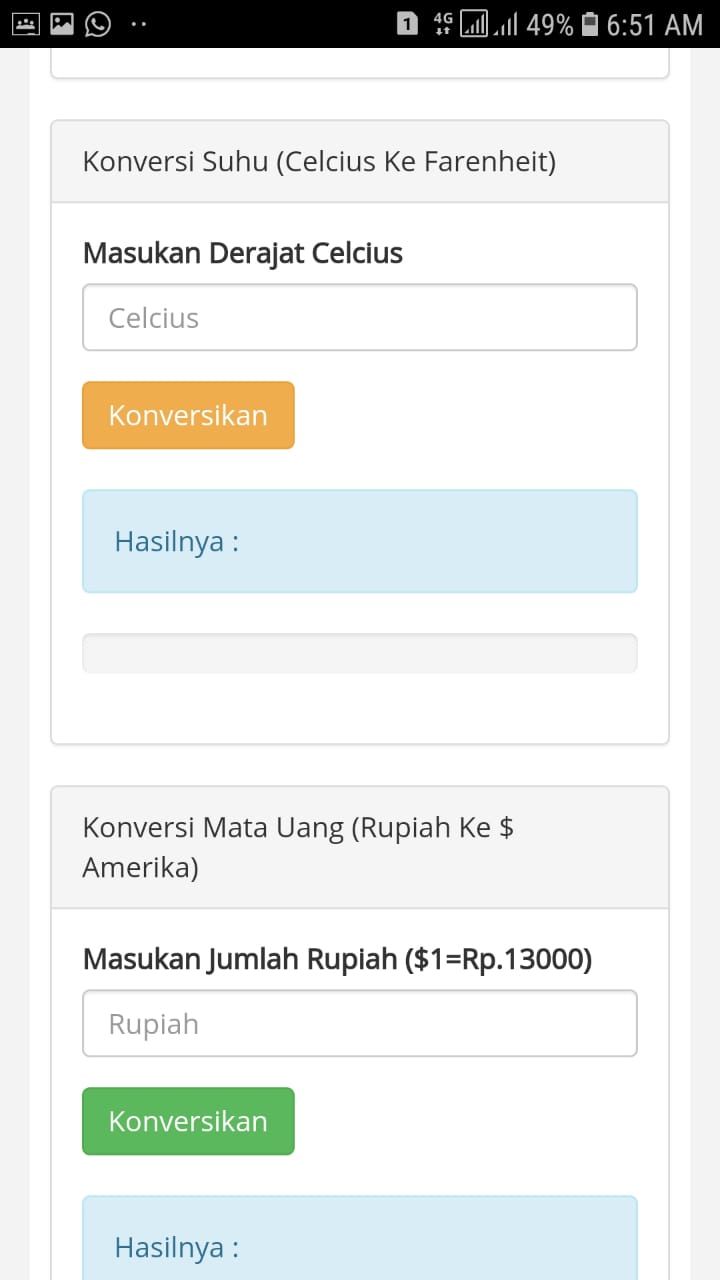 1 4G 49% 6:51 AM
Konversi Suhu (Celcius Ke Farenheit)
Masukan Derajat Celcius
Celcius
Konversikan
Hasilnya :
Konversi Mata Uang (Rupiah Ke $
Amerika)
Masukan Jumlah Rupiah ($1=Rp.13000)
Rupiah
Konversikan
Hasilnya :